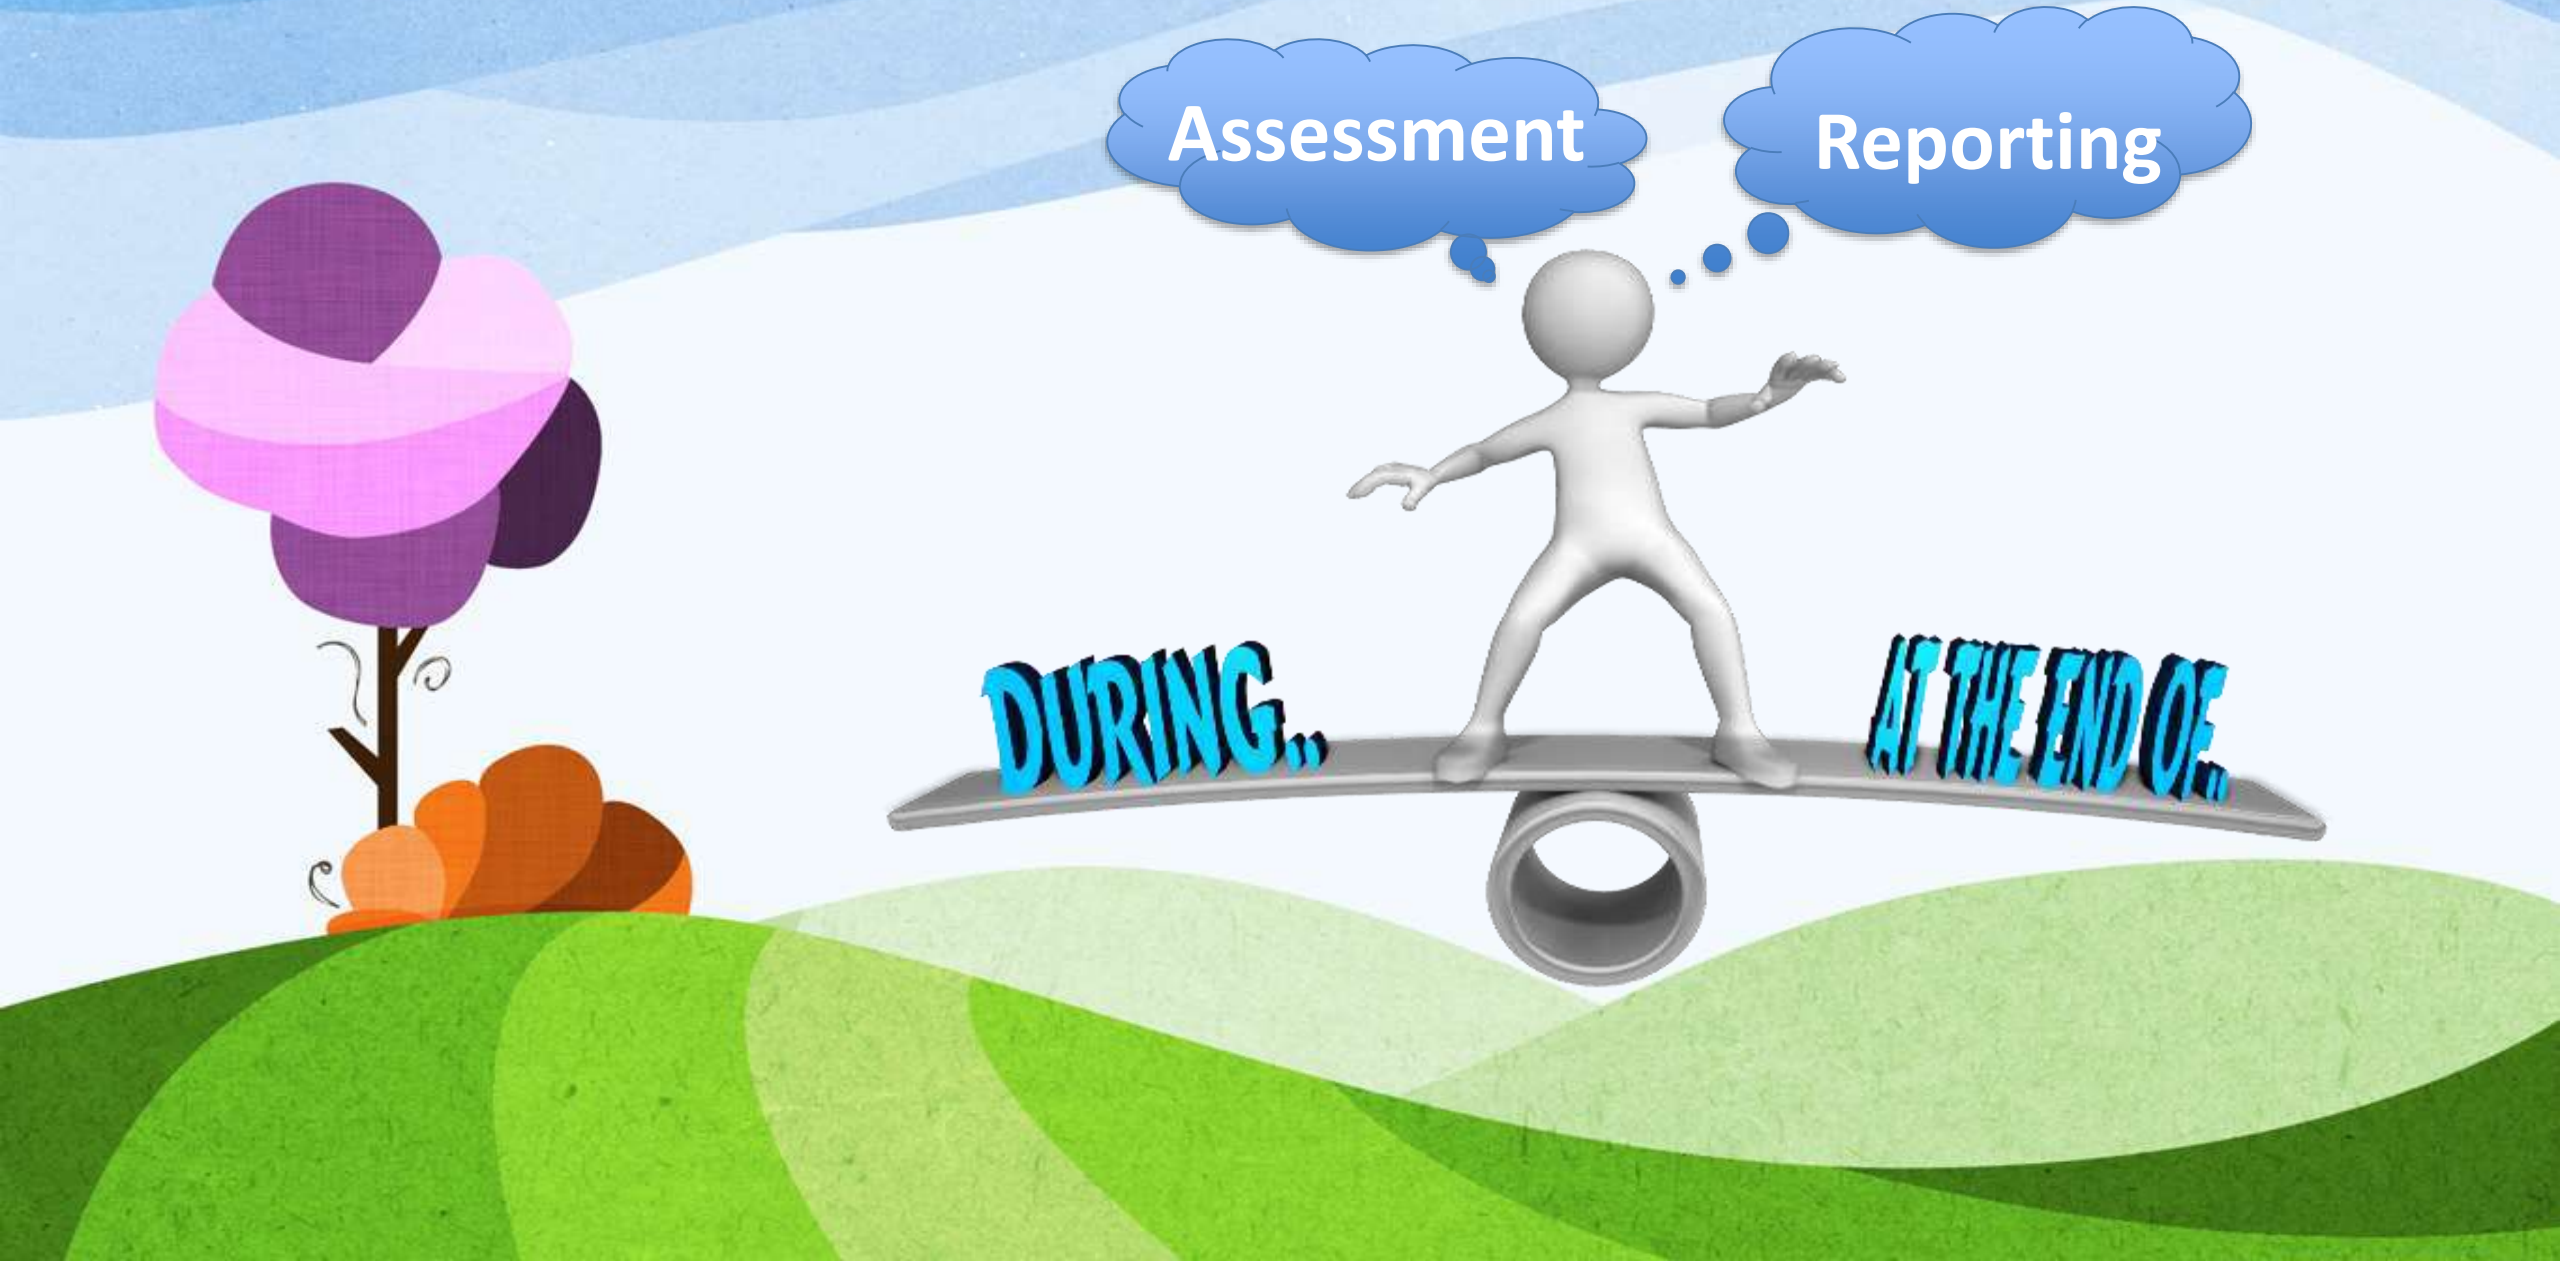 Assessment
Reporting
DURING..
AT THE END OF..